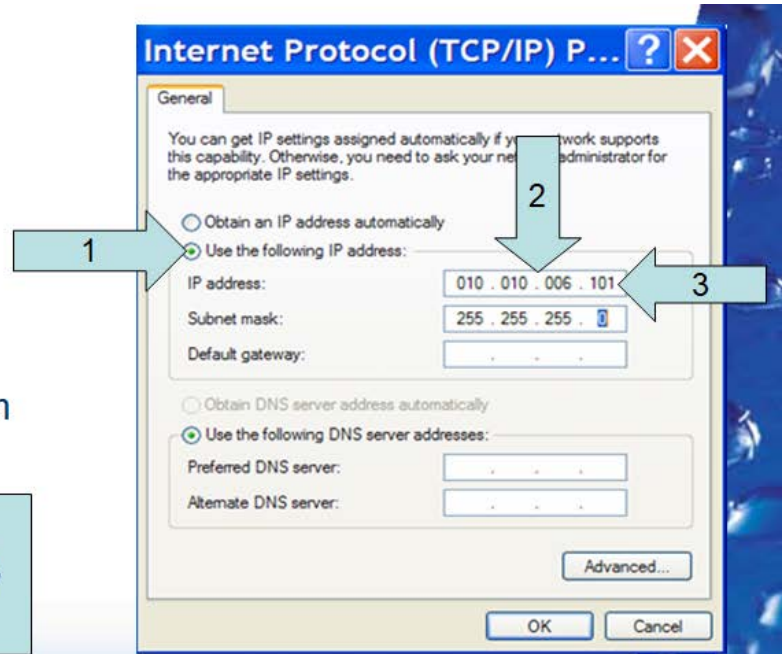 Internet Protocol (TCP/IP) P...
General
You can get IP settings assigned automatically if network supports
this capability. Otherwise, you need to ask your administrator for
the appropriate IP settings.
2
Obtain an IP address automatically
1
Use the following IP address:
IP address: 010 . 010 . 006 . 101
3
Subnet mask: 255 . 255 . 255 . 0
Default gateway: . . .
Obtain DNS server address automatically
Use the following DNS server addresses:
Preferred DNS server: . . .
Alternate DNS server: . . .
Advanced...
OK Cancel